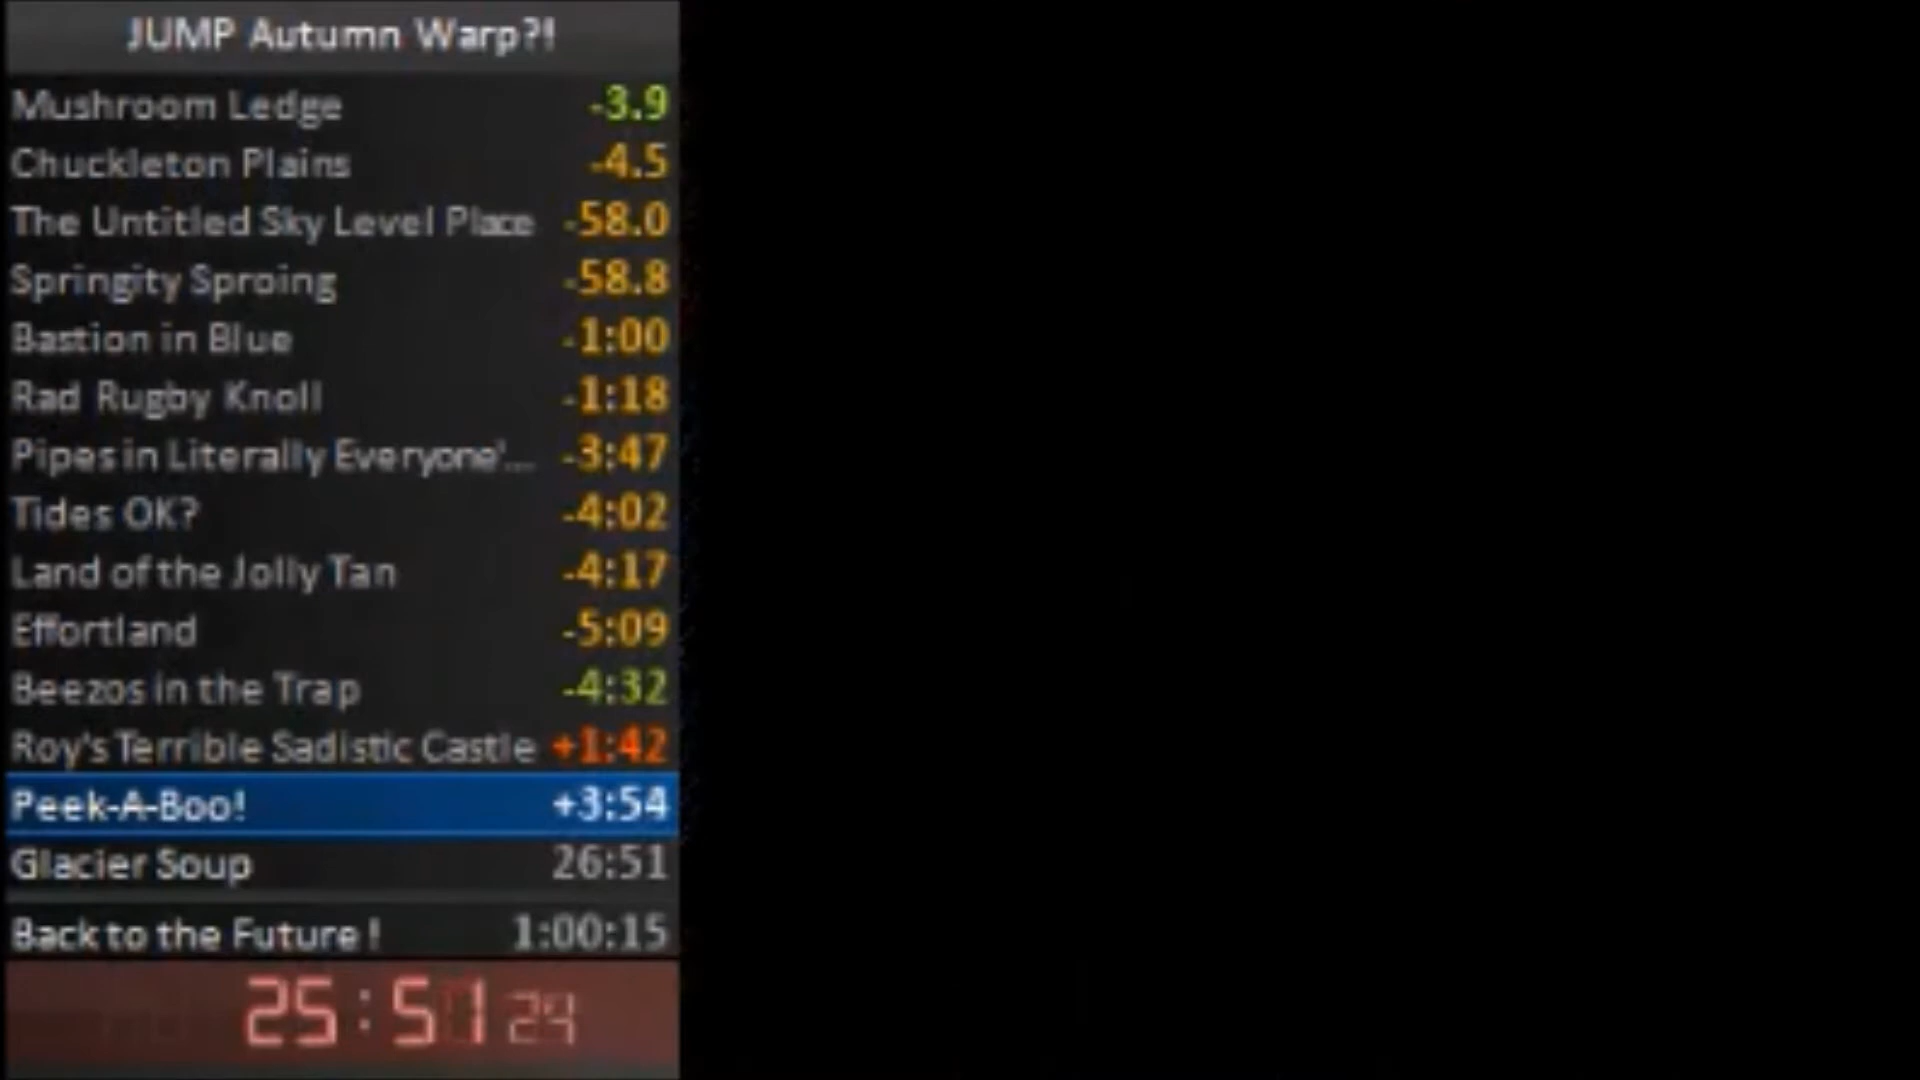 JUMP Autumn Warp?!
Mushroom Ledge -3.9
Chuckleton Plains -4.5
The Untitled Sky Level Place -58.0
Springity Sproing -58.8
Bastion in Blue -1:00
Rad Rugby Knoll -1:18
Pipes in Literally Everyone'... -3:47
Tides OK? -4:02
Land of the Jolly Tan -4:17
Effortland -5:09
Beezos in the Trap -4:32
Roy's Terrible Sadistic Castle +1:42
Peek-A-Boo! +3:54
Glacier Soup 26:51
Back to the Future ! 1:00:15
25:51 24